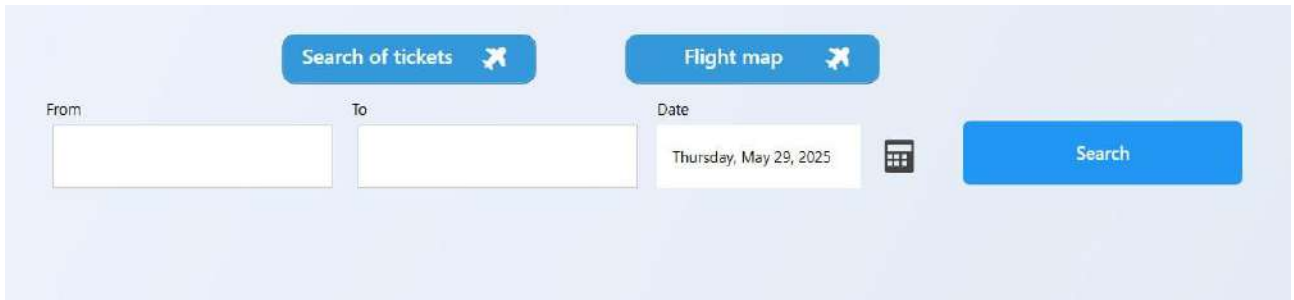 Search of tickets
Flight map
From
To
Date
Thursday, May 29, 2025
Search